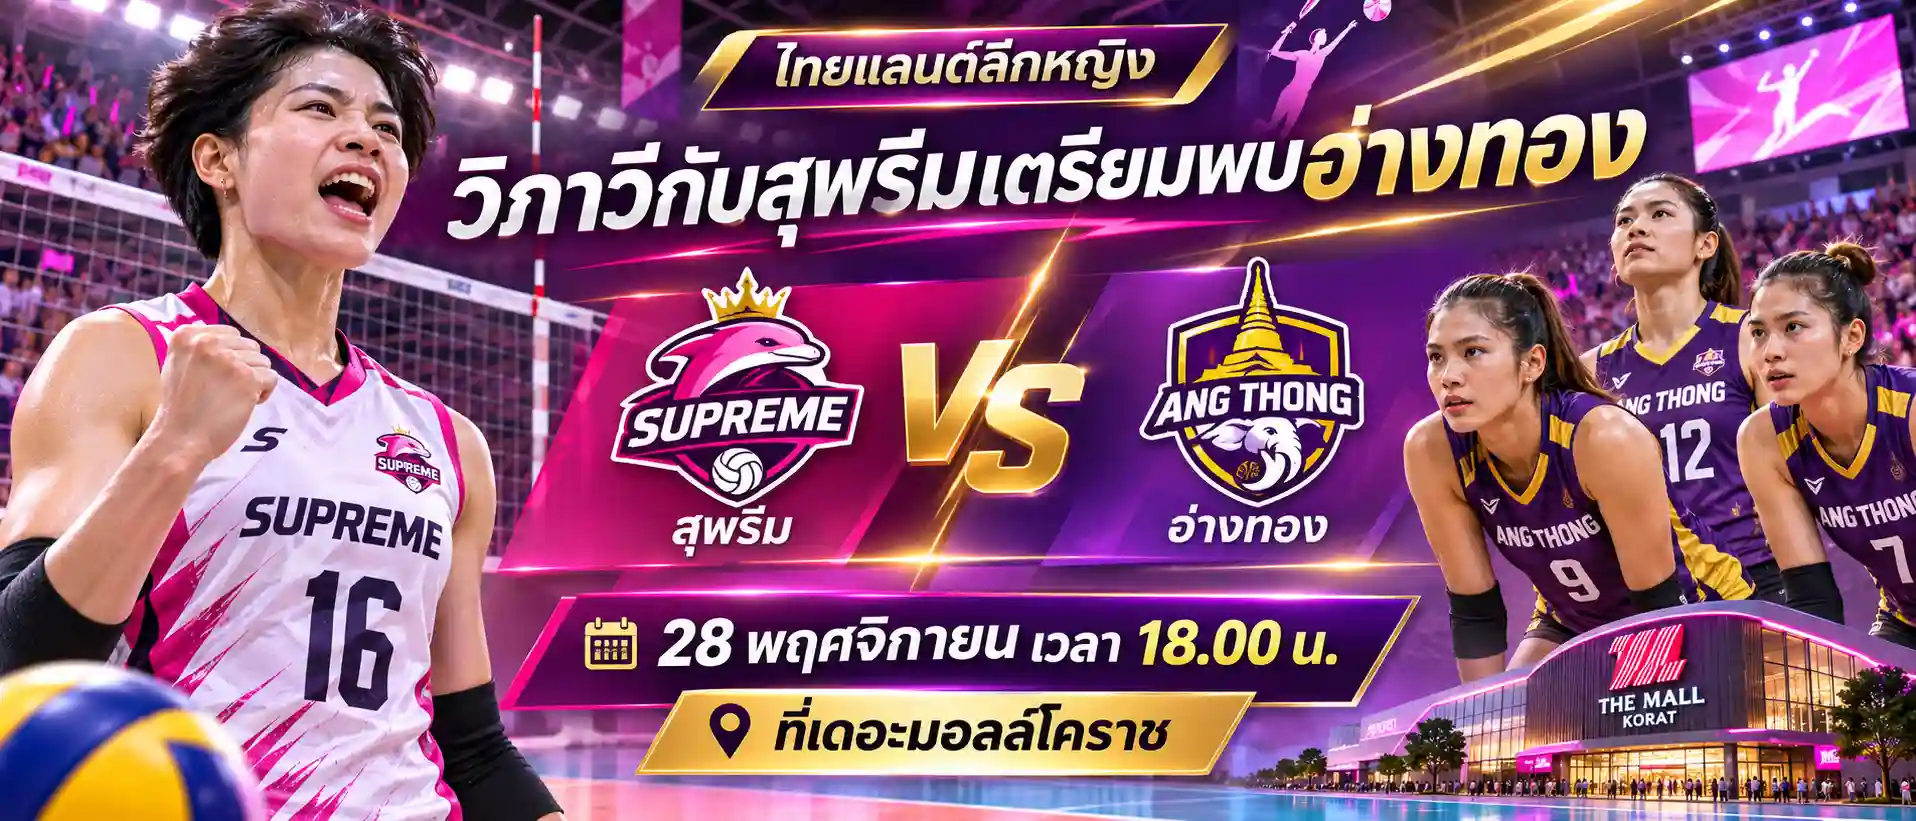 ไทยแลนด์ลีกหญิง
วิภาวีกับสุพรีมเตรียมพบอ่างทอง
SUPREME
VS
ANG THONG
สุพรีม
อ่างทอง
28 พฤศจิกายน เวลา 18.00 น.
ที่เดอะมอลล์โคราช
S
SUPREME
SUPREME
16
ANG THONG
12
ANG THONG
9
ANG THONG
7
THE MALL
KORAT